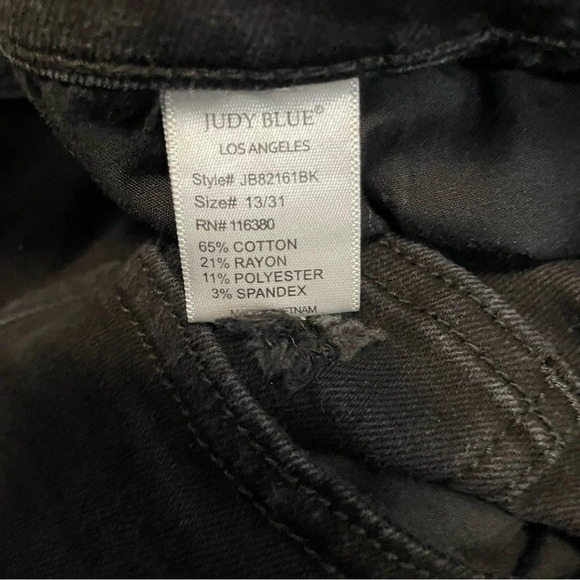 JUDY BLUE®
LOS ANGELES
Style# JB82161BK
Size# 13/31
RN# 116380
65% COTTON
21% RAYON
11% POLYESTER
3% SPANDEX